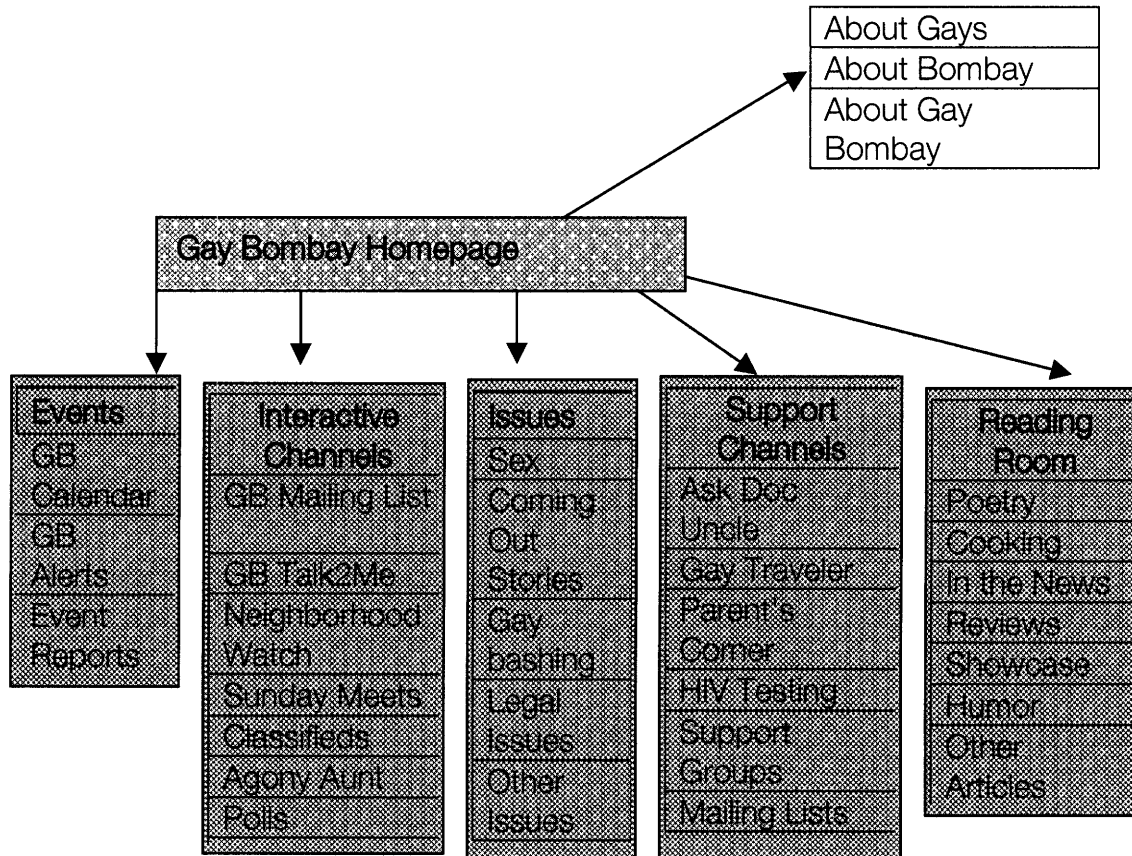 About Gays
About Bombay
About Gay
Bombay
Gay Bombay Homepage
Events
GB
Calendar
GB
Alerts
Event
Reports
Interactive
Channels
GB Mailing List
GB Talk2Me
Neighborhood
Watch
Sunday Meets
Classifieds
Agony Aunt
Polls
Issues
Sex
Coming
Out
Stories
Gay
bashing
Legal
Issues
Other
Issues
Support
Channels
Ask Doc
Uncle
Gay Traveler
Parent's
Corner
HIV Testing
Support
Groups
Mailing Lists
Reading
Room
Poetry
Cooking
In the News
Reviews
Showcase
Humor
Other
Articles